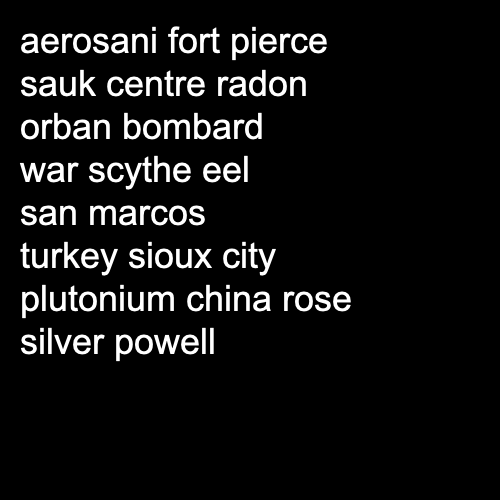 aerosani fort pierce
sauk centre radon
orban bombard
war scythe eel
san marcos
turkey sioux city
plutonium china rose
silver powell